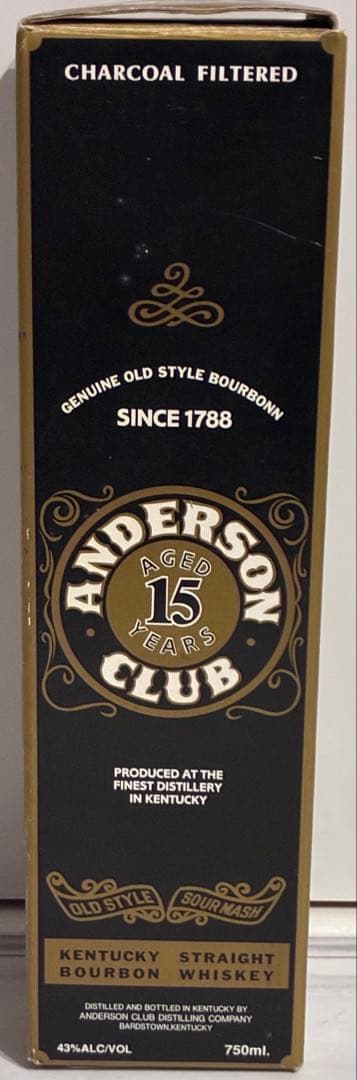 CHARCOAL FILTERED
GENUINE OLD STYLE BOURBONN
SINCE 1788
ANDERSON
AGED
15
YEARS
CLUB
PRODUCED AT THE
FINEST DISTILLERY
IN KENTUCKY
OLD STYLE SOUR MASH
KENTUCKY STRAIGHT
BOURBON WHISKEY
DISTILLED AND BOTTLED IN KENTUCKY BY
ANDERSON CLUB DISTILLING COMPANY
BARDSTOWN,KENTUCKY
43%ALC/VOL 750ml.